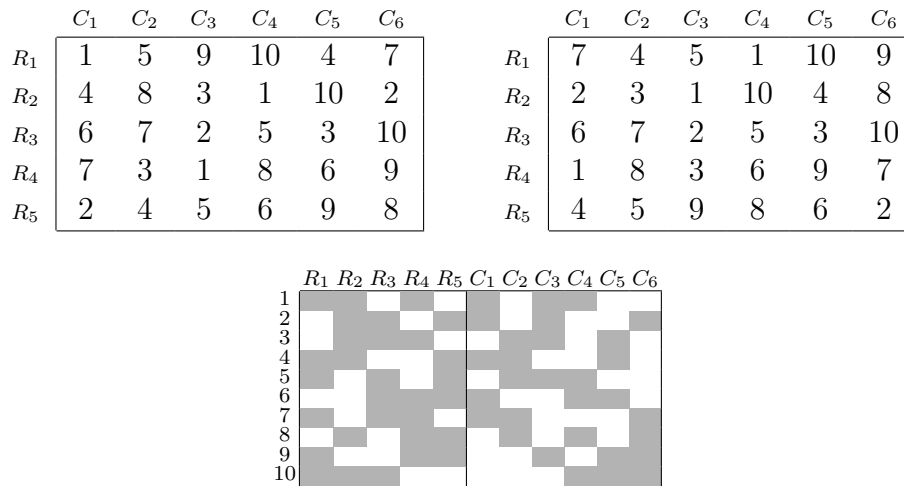 C1 C2 C3 C4 C5 C6
R1 1 5 9 10 4 7
R2 4 8 3 1 10 2
R3 6 7 2 5 3 10
R4 7 3 1 8 6 9
R5 2 4 5 6 9 8
C1 C2 C3 C4 C5 C6
R1 7 4 5 1 10 9
R2 2 3 1 10 4 8
R3 6 7 2 5 3 10
R4 1 8 3 6 9 7
R5 4 5 9 8 6 2
R1 R2 R3 R4 R5 C1 C2 C3 C4 C5 C6
1
2
3
4
5
6
7
8
9
10